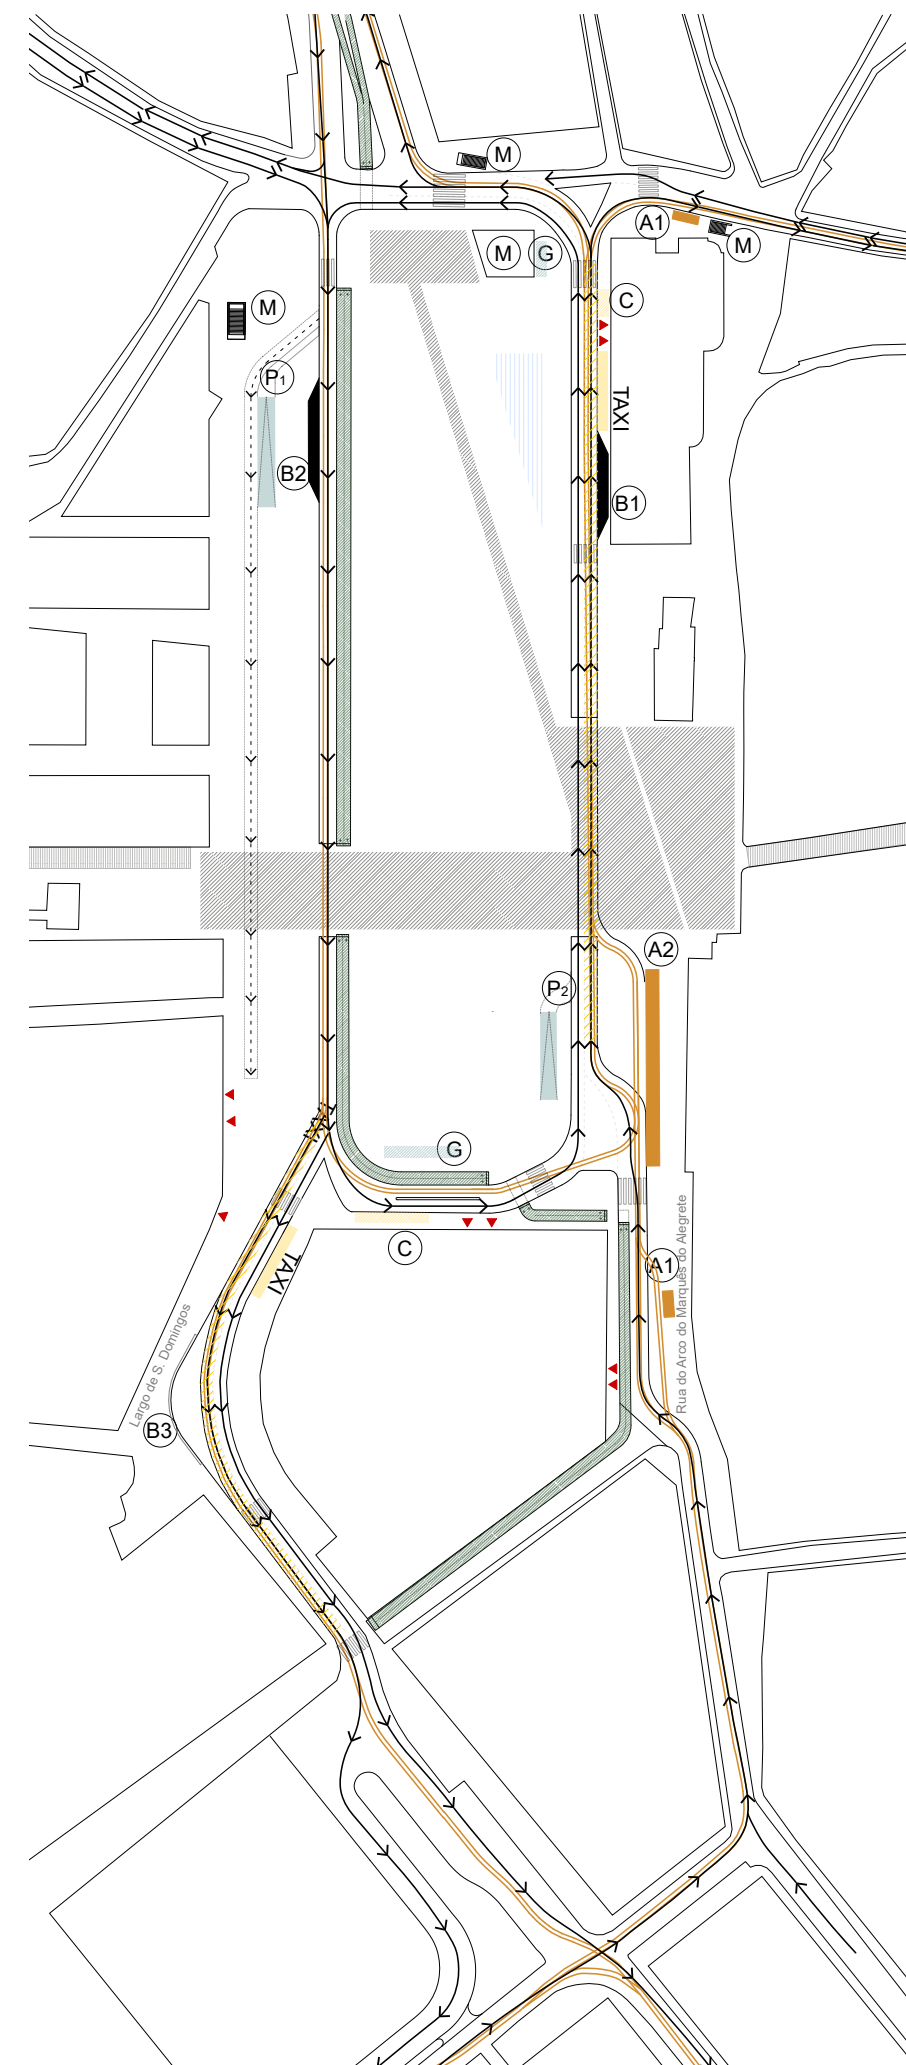 M
A1
M
M
G
C
M
P1
TAXI
B2
B1
A2
P2
G
Rua do Arco do Marquês do Alegrete
C
TAXI
A1
Largo de S. Domingos
B3